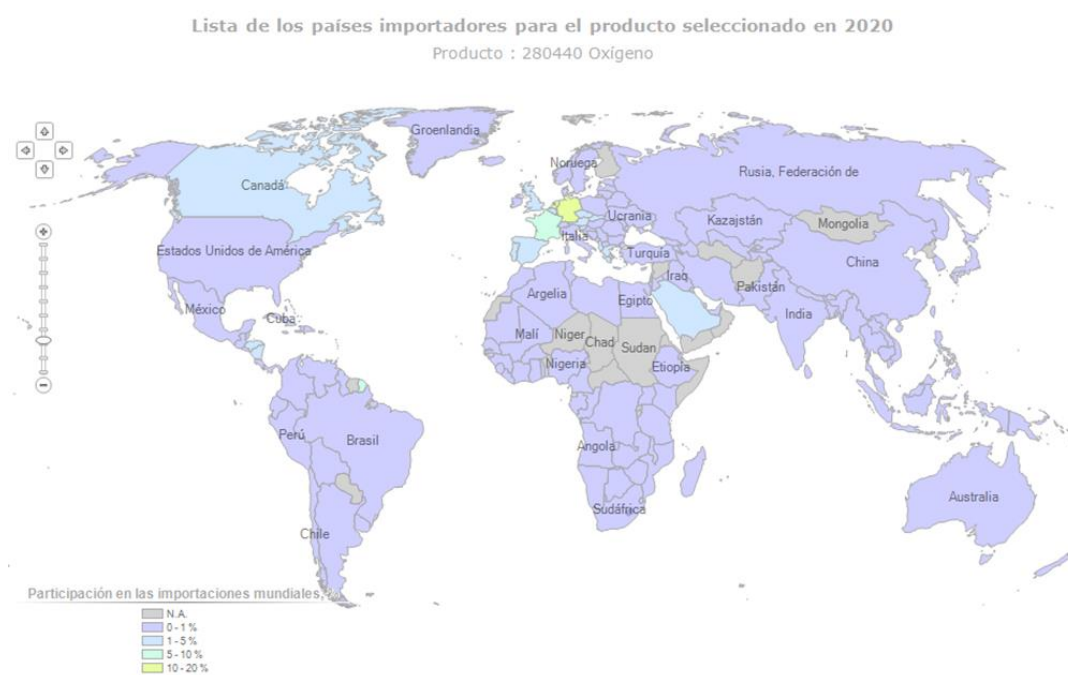 Lista de los países importadores para el producto seleccionado en 2020
Producto : 280440 Oxígeno
Groenlandia
Noruega
Rusia, Federación de
Canadá
Ucrania
Kazajstán
Mongolia
Italia
Estados Unidos de América
Turquía
China
Iraq
Pakistán
Argelia
Egipto
México
India
Cuba
Malí
Niger
Chad
Sudan
Nigeria
Etiopía
Perú
Brasil
Angola
Australia
Sudáfrica
Chile
Participación en las importaciones mundiales,
N.A.
0 - 1 %
1 - 5 %
5 - 10 %
10 - 20 %